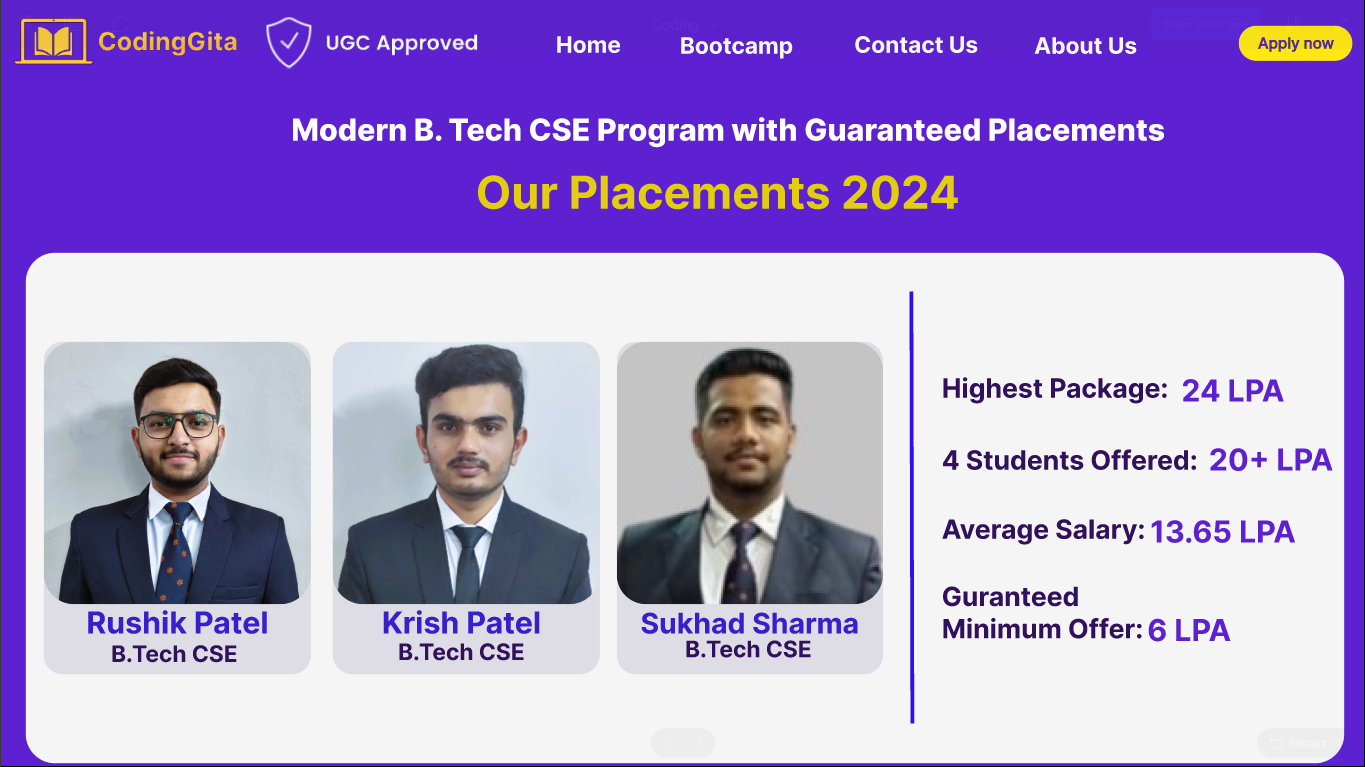 CodingGita
UGC Approved
Home
Bootcamp
Contact Us
About Us
Apply now
Modern B. Tech CSE Program with Guaranteed Placements
Our Placements 2024
Rushik Patel
B.Tech CSE
Krish Patel
B.Tech CSE
Sukhad Sharma
B.Tech CSE
Highest Package: 24 LPA
4 Students Offered: 20+ LPA
Average Salary: 13.65 LPA
Guranteed
Minimum Offer: 6 LPA
Restart